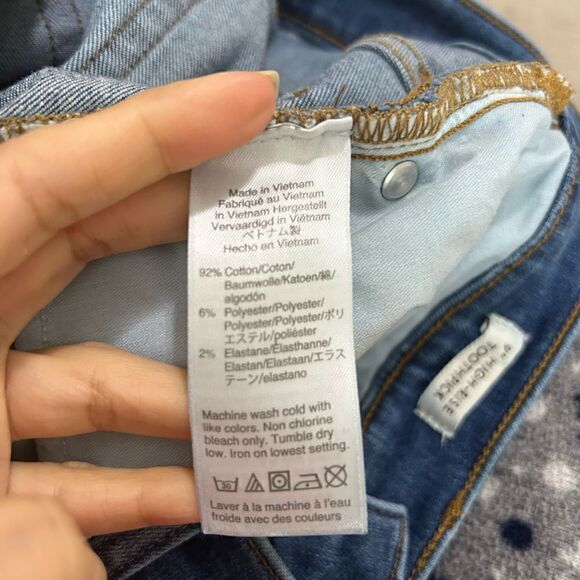 Made in Vietnam
Fabriqué au Vietnam
In Vietnam Hergestellt
Vervaardigd in Viëtnam
ベトナム製
Hecho en Vietnam
92% Cotton/Coton/
Baumwolle/Katoen/綿/
algodón
6% Polyester/Polyester/
Polyester/Polyester/ポリ
エステル/poliéster
2% Elastane/Élasthanne/
Elastan/Elastaan/エラス
テーン/elastano
Machine wash cold with
like colors. Non chlorine
bleach only. Tumble dry
low. Iron on lowest setting.
30
Laver à la machine à l'eau
froide avec des couleurs
9" HIGH-RISE
TOOTHPICK